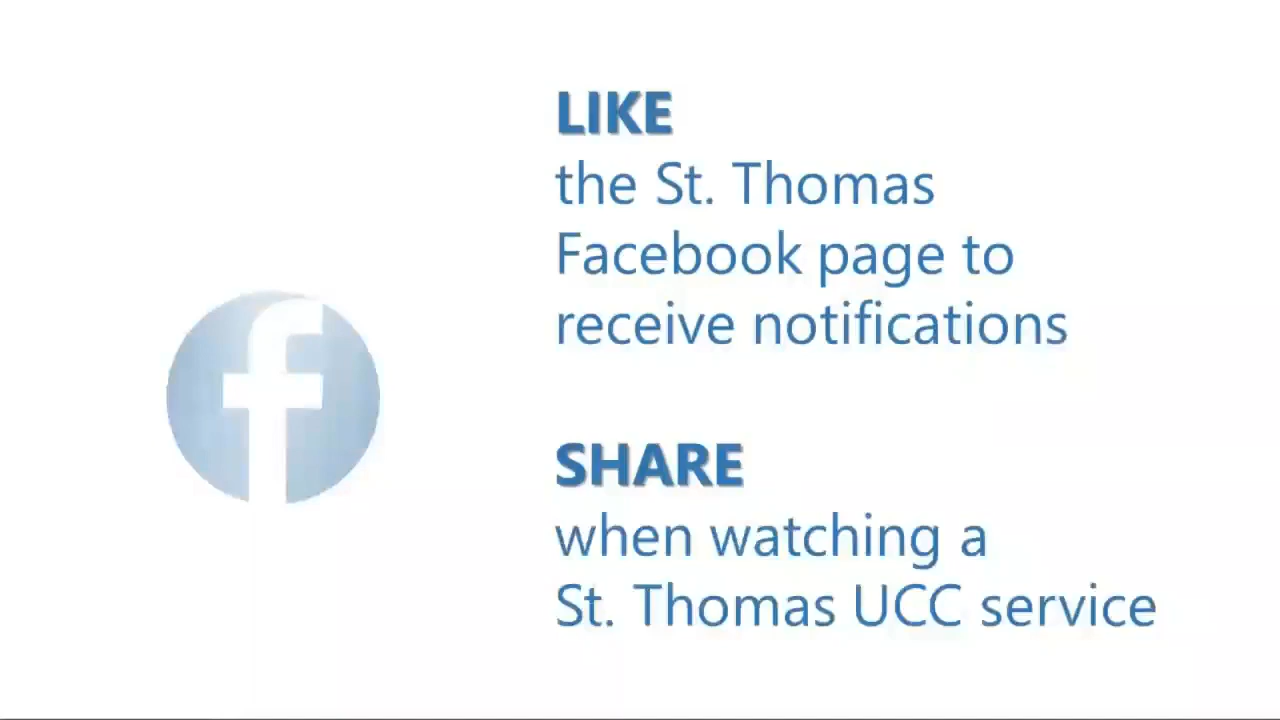 LIKE
the St. Thomas
Facebook page to
receive notifications
SHARE
when watching a
St. Thomas UCC service